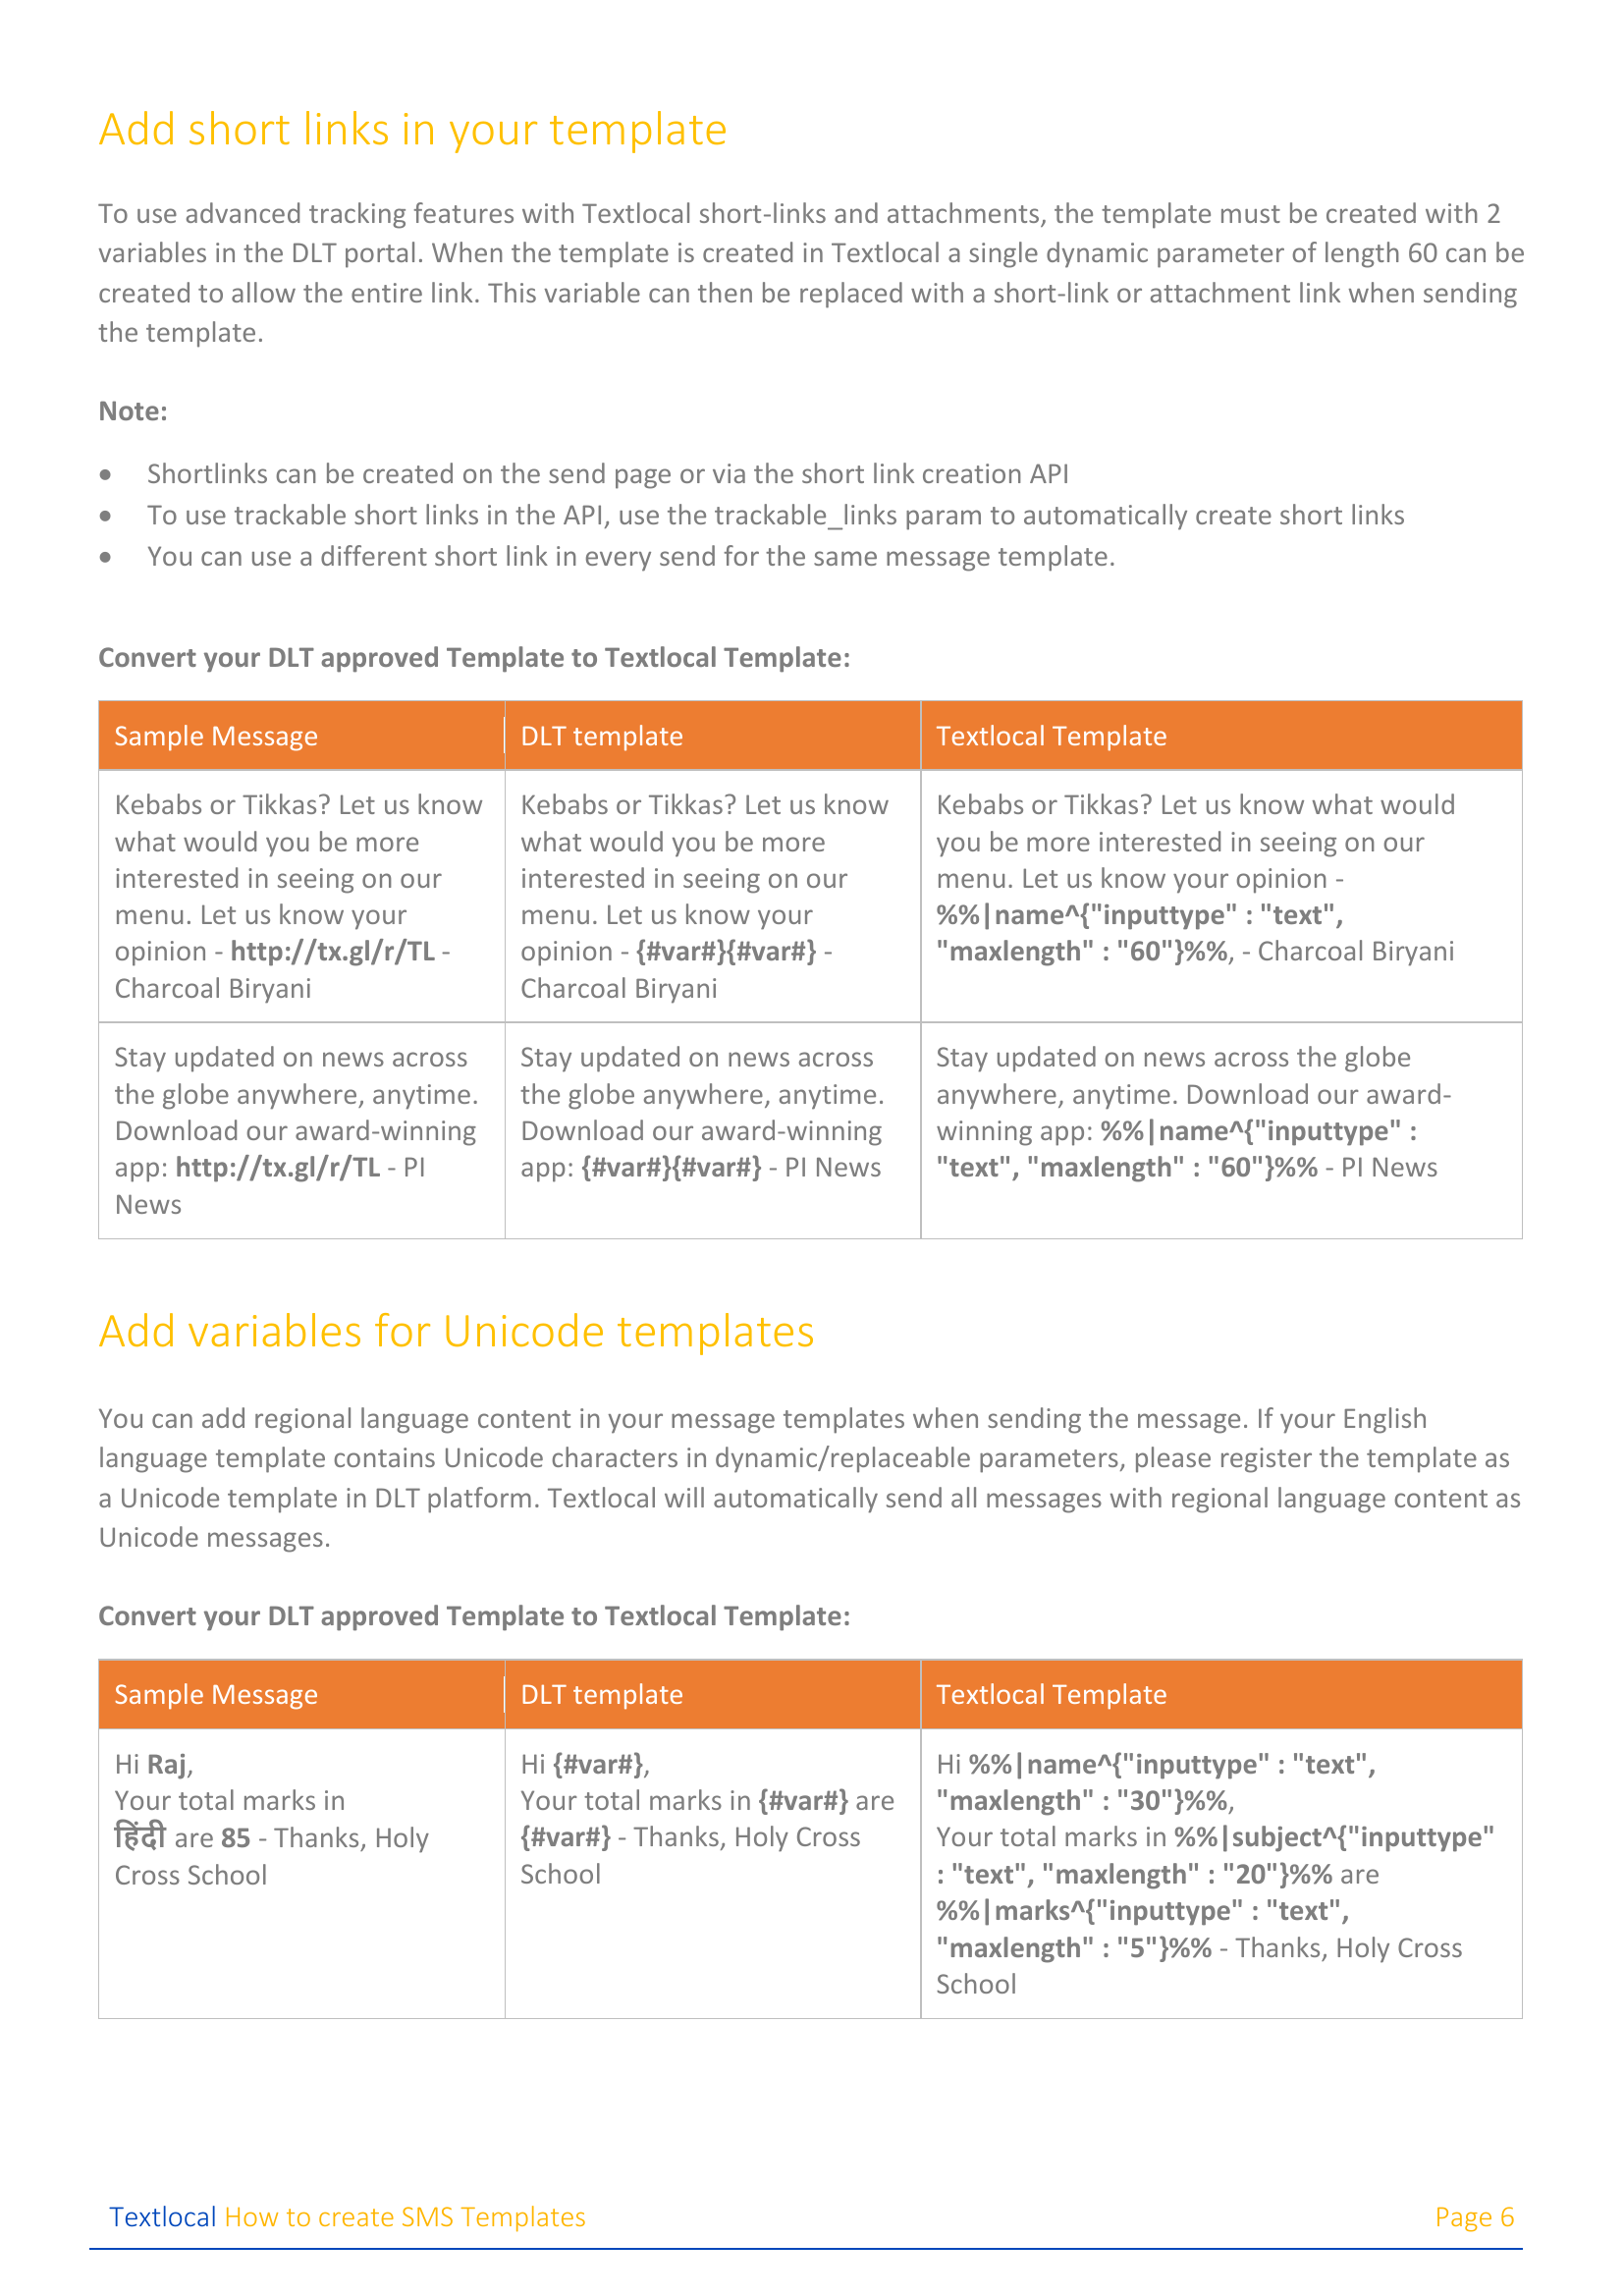 Add short links in your template
To use advanced tracking features with Textlocal short-links and attachments, the template must be created with 2
variables in the DLT portal. When the template is created in Textlocal a single dynamic parameter of length 60 can be
created to allow the entire link. This variable can then be replaced with a short-link or attachment link when sending
the template.
Note:
• Shortlinks can be created on the send page or via the short link creation API
• To use trackable short links in the API, use the trackable_links param to automatically create short links
• You can use a different short link in every send for the same message template.
Convert your DLT approved Template to Textlocal Template:
Sample Message
DLT template
Textlocal Template
Kebabs or Tikkas? Let us know
what would you be more
interested in seeing on our
menu. Let us know your
opinion - http://tx.gl/r/TL -
Charcoal Biryani
Kebabs or Tikkas? Let us know
what would you be more
interested in seeing on our
menu. Let us know your
opinion - {#var#}{#var#} -
Charcoal Biryani
Kebabs or Tikkas? Let us know what would
you be more interested in seeing on our
menu. Let us know your opinion -
%%|name^{"inputtype" : "text",
"maxlength" : "60"}%%, - Charcoal Biryani
Stay updated on news across
the globe anywhere, anytime.
Download our award-winning
app: http://tx.gl/r/TL - PI
News
Stay updated on news across
the globe anywhere, anytime.
Download our award-winning
app: {#var#}{#var#} - PI News
Stay updated on news across the globe
anywhere, anytime. Download our award-
winning app: %%|name^{"inputtype" :
"text", "maxlength" : "60"}%% - PI News
Add variables for Unicode templates
You can add regional language content in your message templates when sending the message. If your English
language template contains Unicode characters in dynamic/replaceable parameters, please register the template as
a Unicode template in DLT platform. Textlocal will automatically send all messages with regional language content as
Unicode messages.
Convert your DLT approved Template to Textlocal Template:
Sample Message
DLT template
Textlocal Template
Hi Raj,
Your total marks in
हिंदी are 85 - Thanks, Holy
Cross School
Hi {#var#},
Your total marks in {#var#} are
{#var#} - Thanks, Holy Cross
School
Hi %%|name^{"inputtype" : "text",
"maxlength" : "30"}%%,
Your total marks in %%|subject^{"inputtype"
: "text", "maxlength" : "20"}%% are
%%|marks^{"inputtype" : "text",
"maxlength" : "5"}%% - Thanks, Holy Cross
School
Textlocal How to create SMS Templates
Page 6